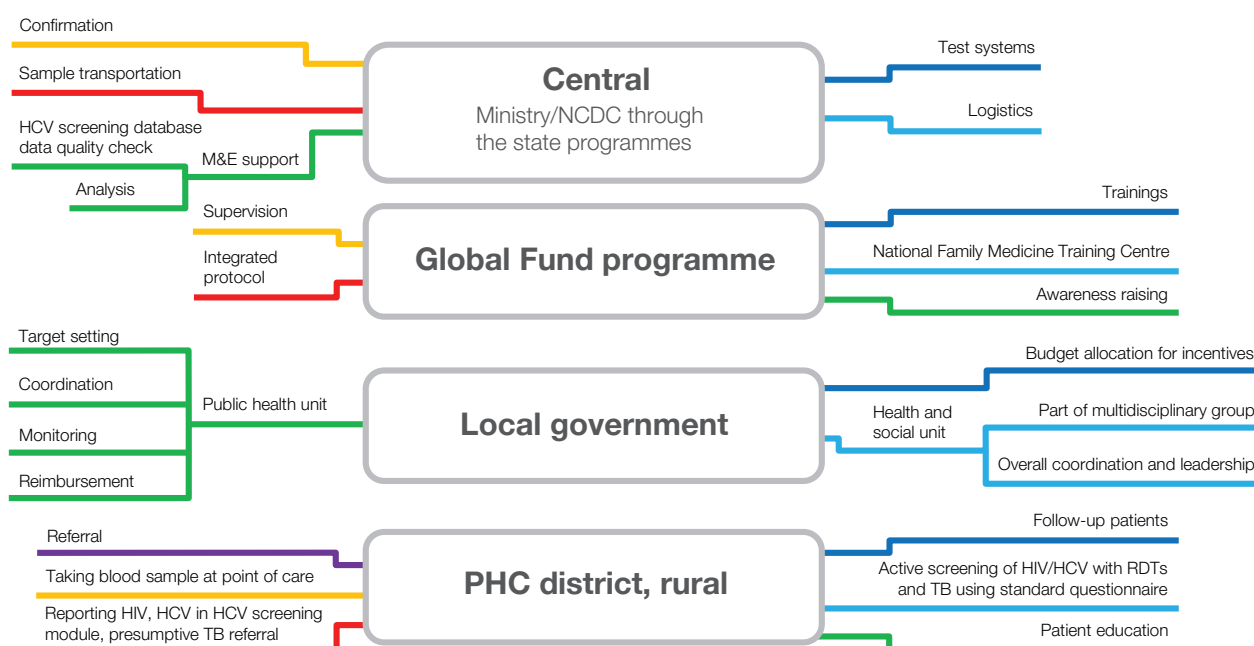 Confirmation
Sample transportation
HCV screening database
data quality check
M&E support
Analysis
Central
Ministry/NCDC through
the state programmes
Test systems
Logistics
Supervision
Integrated
protocol
Global Fund programme
Trainings
National Family Medicine Training Centre
Awareness raising
Target setting
Coordination
Monitoring
Reimbursement
Public health unit
Local government
Budget allocation for incentives
Health and
social unit
Part of multidisciplinary group
Overall coordination and leadership
Referral
Taking blood sample at point of care
Reporting HIV, HCV in HCV screening
module, presumptive TB referral
PHC district, rural
Follow-up patients
Active screening of HIV/HCV with RDTs
and TB using standard questionnaire
Patient education